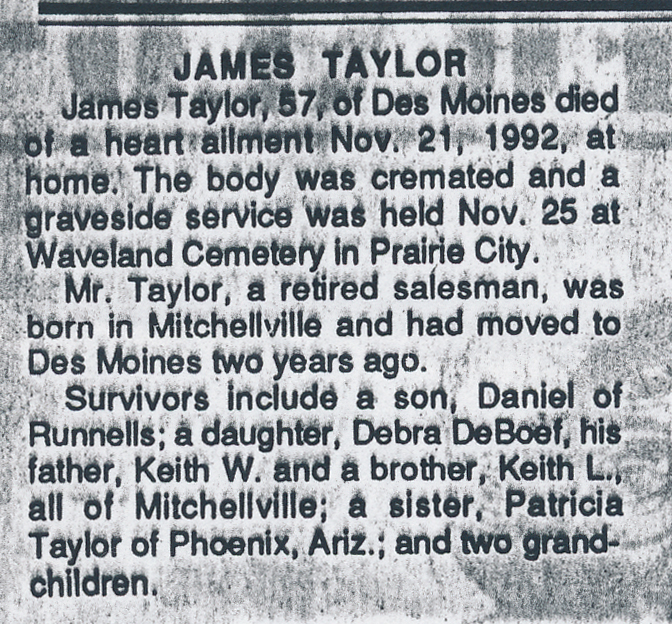 JAMES TAYLOR
James Taylor, 57, of Des Moines died
of a heart ailment Nov. 21, 1992, at
home. The body was cremated and a
graveside service was held Nov. 25 at
Waveland Cemetery in Prairie City.
Mr. Taylor, a retired salesman, was
born in Mitchellville and had moved to
Des Moines two years ago.
Survivors include a son, Daniel of
Runnells; a daughter, Debra DeBoef, his
father, Keith W. and a brother, Keith L.,
all of Mitchellville; a sister, Patricia
Taylor of Phoenix, Ariz.; and two grand-
children.